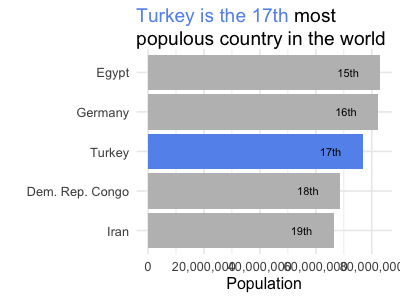 Turkey is the 17th most
populous country in the world
Egypt 15th
Germany 16th
Turkey 17th
Dem. Rep. Congo 18th
Iran 19th
0 20,000,000 40,000,000 60,000,000 80,000,000
Population